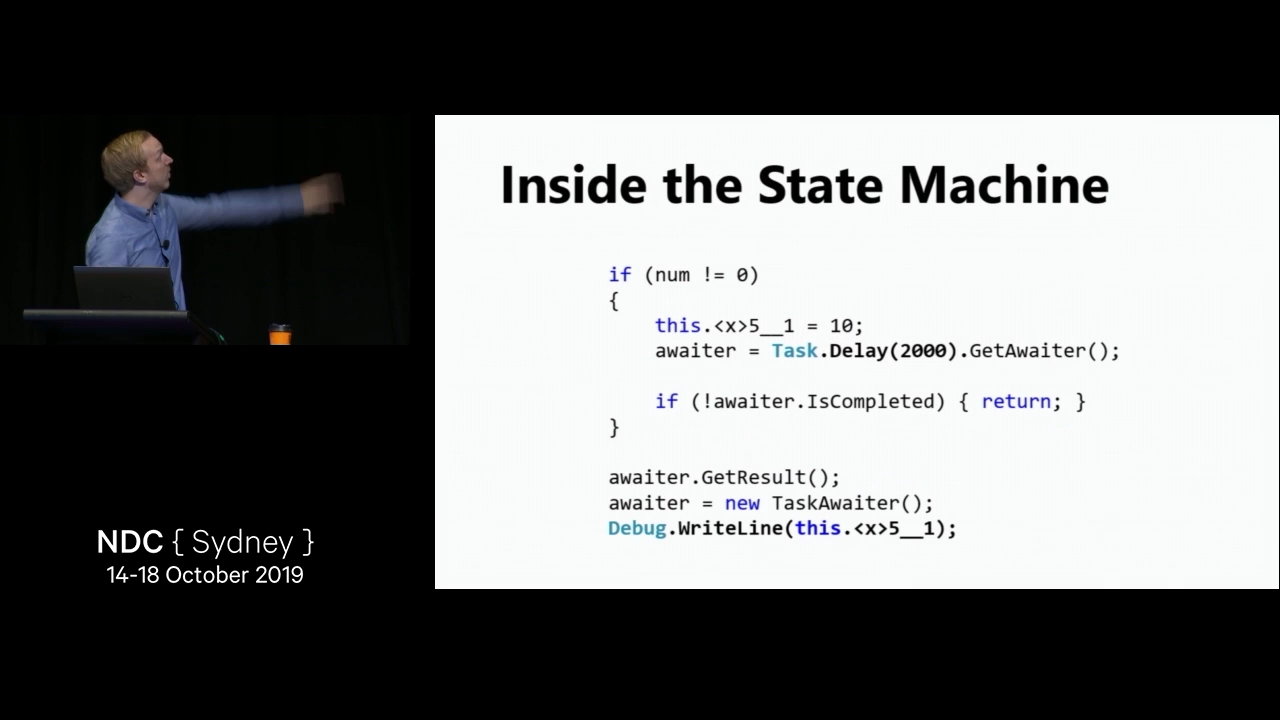 Inside the State Machine
if (num != 0)
{
this.<x>5__1 = 10;
awaiter = Task.Delay(2000).GetAwaiter();
if (!awaiter.IsCompleted) { return; }
}
awaiter.GetResult();
awaiter = new TaskAwaiter();
Debug.WriteLine(this.<x>5__1);
NDC { Sydney }
14-18 October 2019